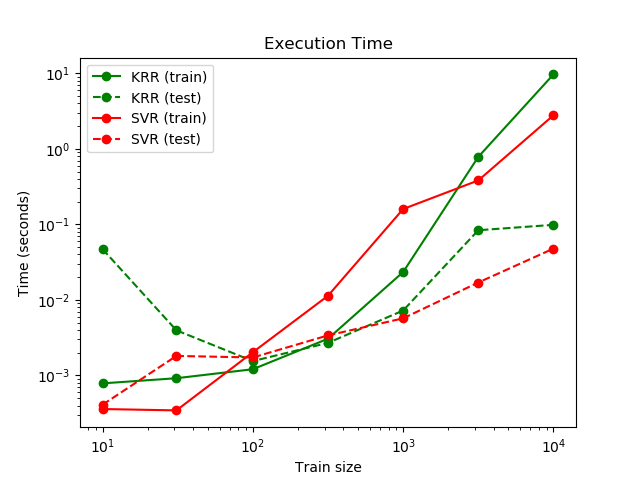 Execution Time
KRR (train)
KRR (test)
SVR (train)
SVR (test)
Time (seconds)
10¹
10⁰
10⁻¹
10⁻²
10⁻³
10¹
10²
10³
10⁴
Train size